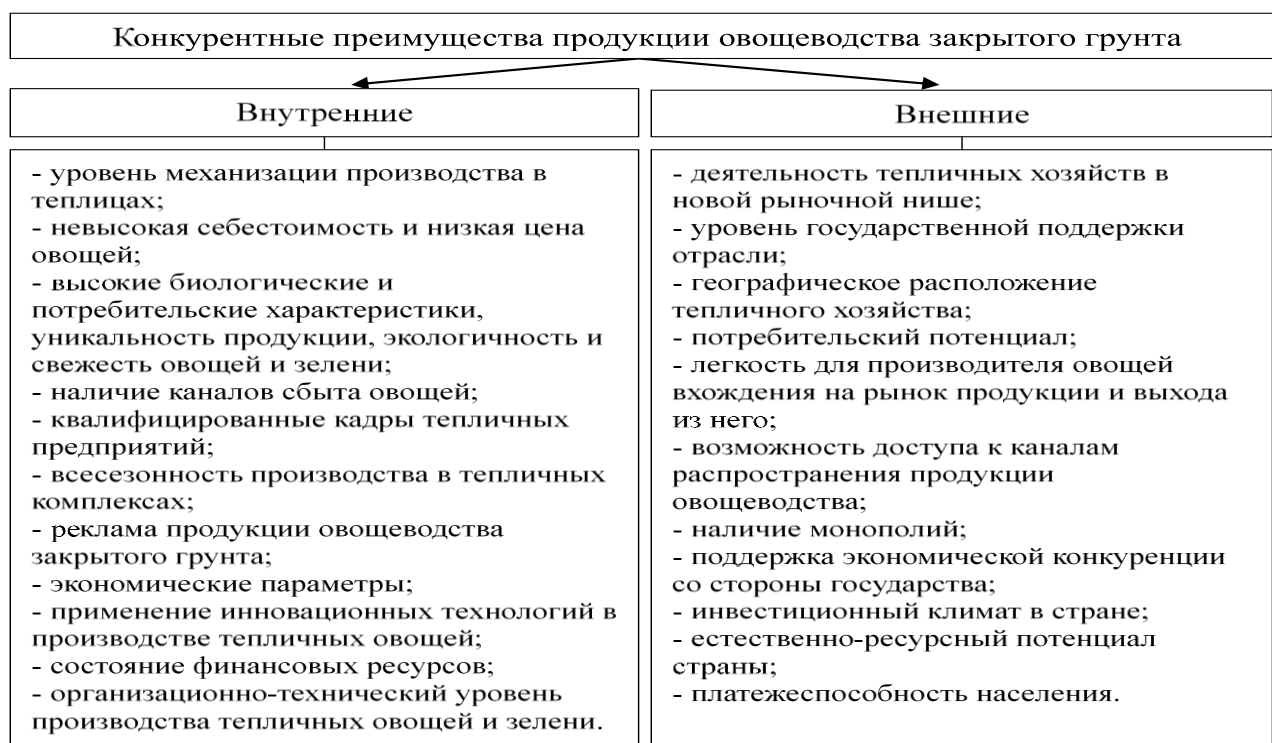 Конкурентные преимущества продукции овощеводства закрытого грунта
Внутренние
- уровень механизации производства в
теплицах;
- невысокая себестоимость и низкая цена
овощей;
- высокие биологические и
потребительские характеристики,
уникальность продукции, экологичность и
свежесть овощей и зелени;
- наличие каналов сбыта овощей;
- квалифицированные кадры тепличных
предприятий;
- всесезонность производства в тепличных
комплексах;
- реклама продукции овощеводства
закрытого грунта;
- экономические параметры;
- применение инновационных технологий в
производстве тепличных овощей;
- состояние финансовых ресурсов;
- организационно-технический уровень
производства тепличных овощей и зелени.
Внешние
- деятельность тепличных хозяйств в
новой рыночной нише;
- уровень государственной поддержки
отрасли;
- географическое расположение
тепличного хозяйства;
- потребительский потенциал;
- легкость для производителя овощей
вхождения на рынок продукции и выхода
из него;
- возможность доступа к каналам
распространения продукции
овощеводства;
- наличие монополий;
- поддержка экономической конкуренции
со стороны государства;
- инвестиционный климат в стране;
- естественно-ресурсный потенциал
страны;
- платежеспособность населения.